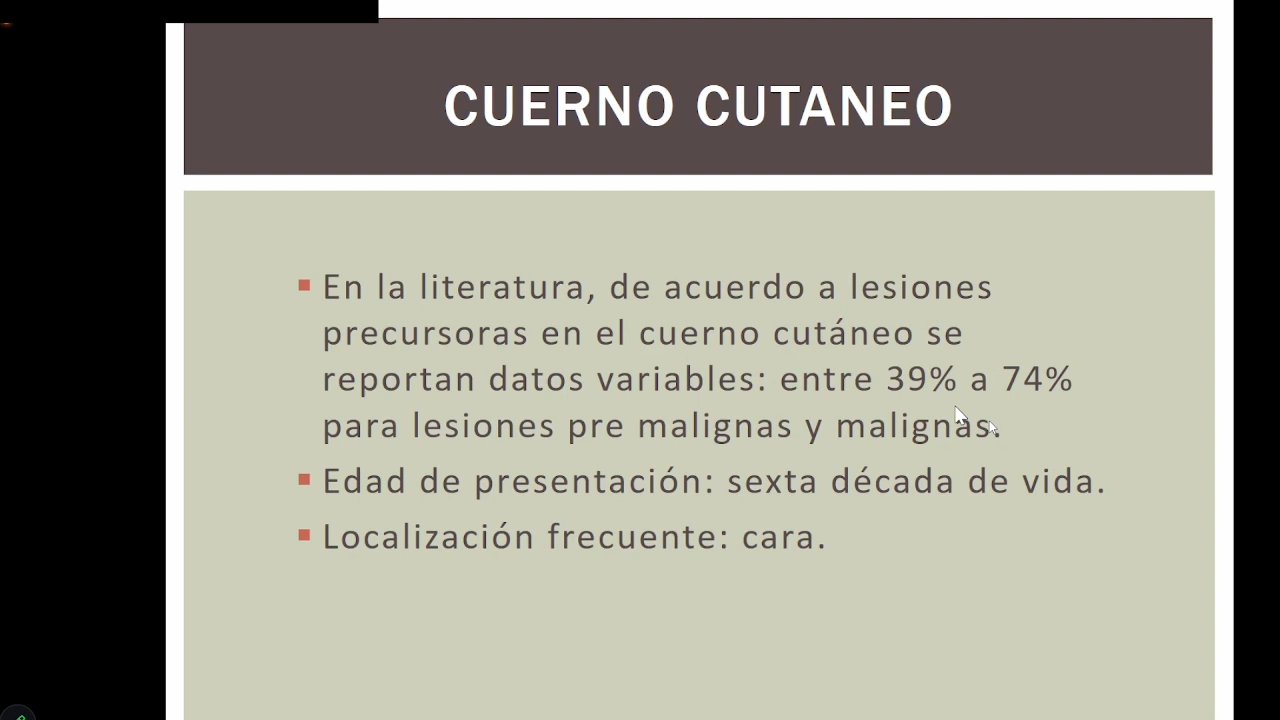 CUERNO CUTANEO
▪ En la literatura, de acuerdo a lesiones
precursoras en el cuerno cutáneo se
reportan datos variables: entre 39% a 74%
para lesiones pre malignas y malignas.
▪ Edad de presentación: sexta década de vida.
▪ Localización frecuente: cara.